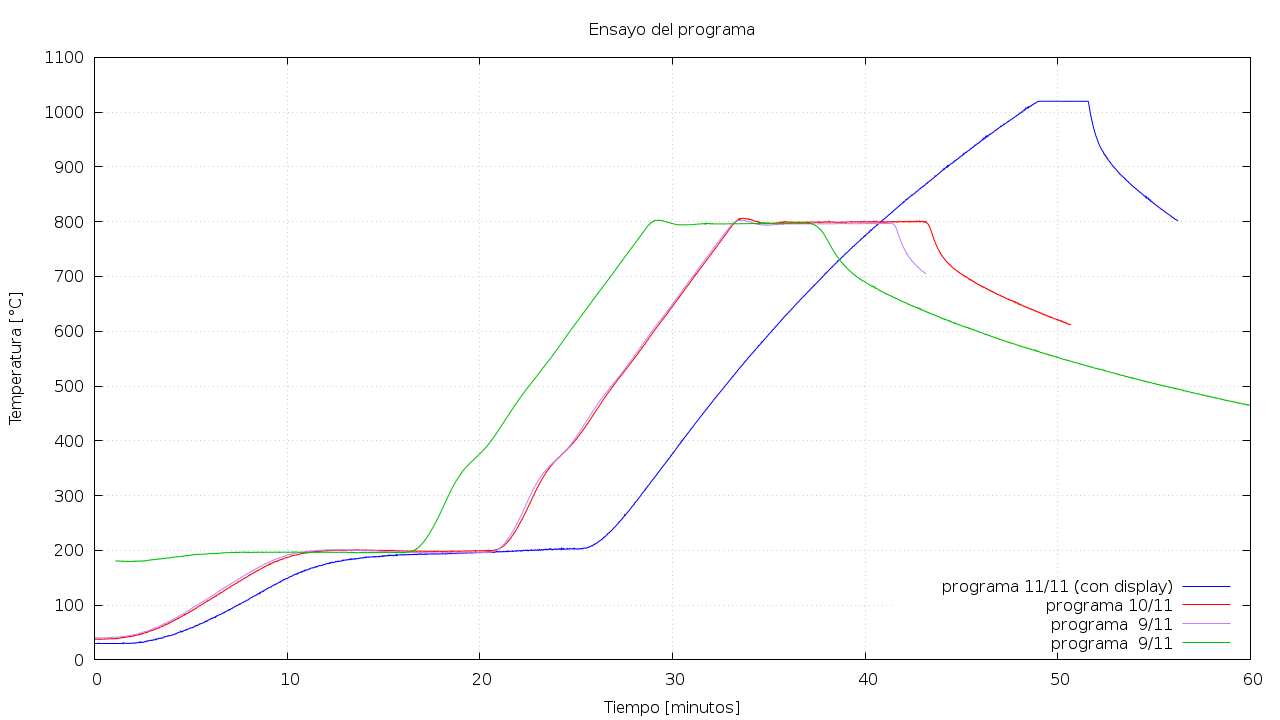 Ensayo del programa
1100
1000
900
800
700
600
500
400
300
200
100
0
Temperatura [°C]
programa 11/11 (con display)
programa 10/11
programa  9/11
programa  9/11
0 10 20 30 40 50 60
Tiempo [minutos]